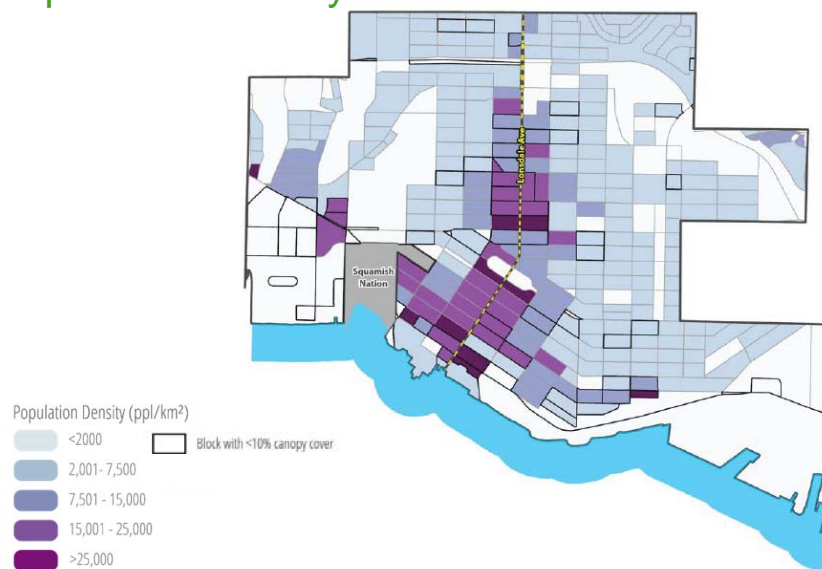 Lonsdale Ave
Squamish
Nation
Population Density (ppl/km²)
<2000
Block with <10% canopy cover
2,001- 7,500
7,501 - 15,000
15,001 - 25,000
>25,000